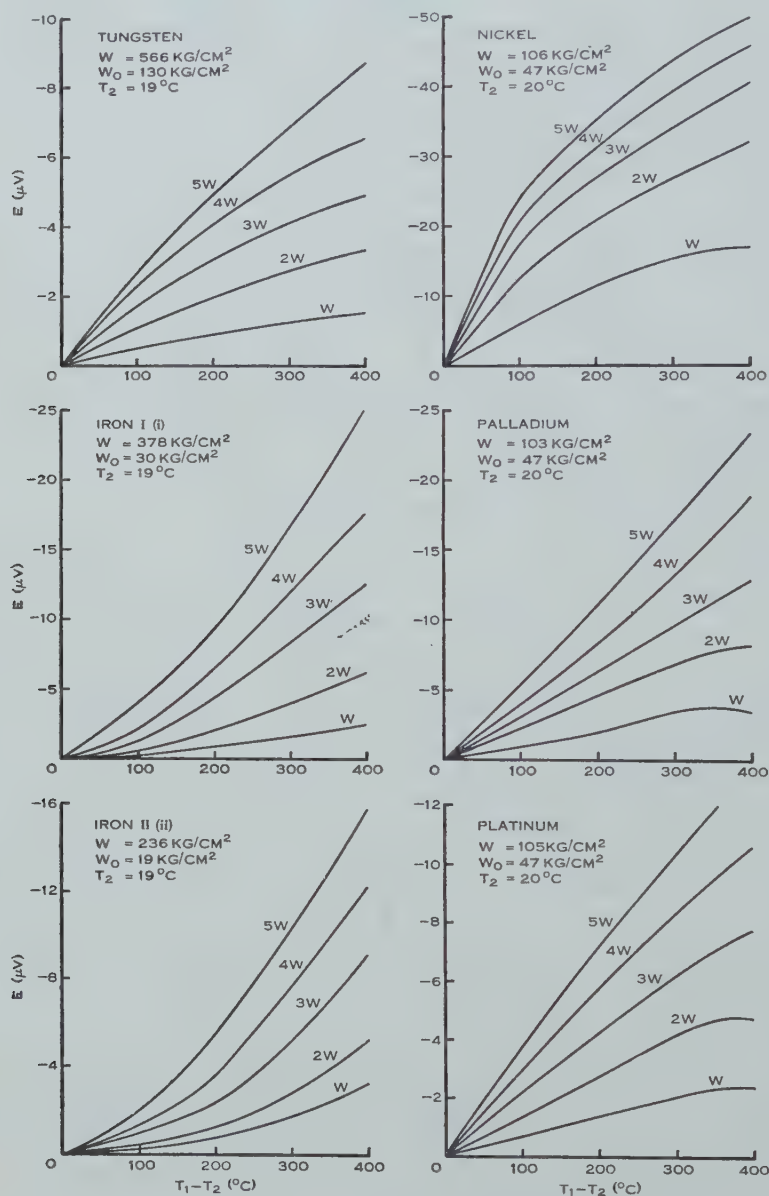 TUNGSTEN
W = 566 KG/CM²
W₀ = 130 KG/CM²
T₂ = 19°C
-10
-8
-6
-4
-2
0
E (µV)
5W
4W
3W
2W
W
100
200
300
400
NICKEL
W = 106 KG/CM²
W₀ = 47 KG/CM²
T₂ = 20°C
-50
-40
-30
-20
-10
0
5W
4W
3W
2W
W
100
200
300
400
IRON I (i)
W = 378 KG/CM²
W₀ = 30 KG/CM²
T₂ = 19°C
-25
-20
-15
-10
-5
0
E (µV)
5W
4W
3W
2W
W
100
200
300
400
PALLADIUM
W = 103 KG/CM²
W₀ = 47 KG/CM²
T₂ = 20°C
-25
-20
-15
-10
-5
0
5W
4W
3W
2W
W
100
200
300
400
IRON II (ii)
W = 236 KG/CM²
W₀ = 19 KG/CM²
T₂ = 19°C
-16
-12
-8
-4
0
E (µV)
5W
4W
3W
2W
W
100
200
300
400
T₁-T₂ (°C)
PLATINUM
W = 105KG/CM²
W₀ = 47 KG/CM²
T₂ = 20°C
-12
-10
-8
-6
-4
-2
0
5W
4W
3W
2W
W
100
200
300
400
T₁-T₂ (°C)